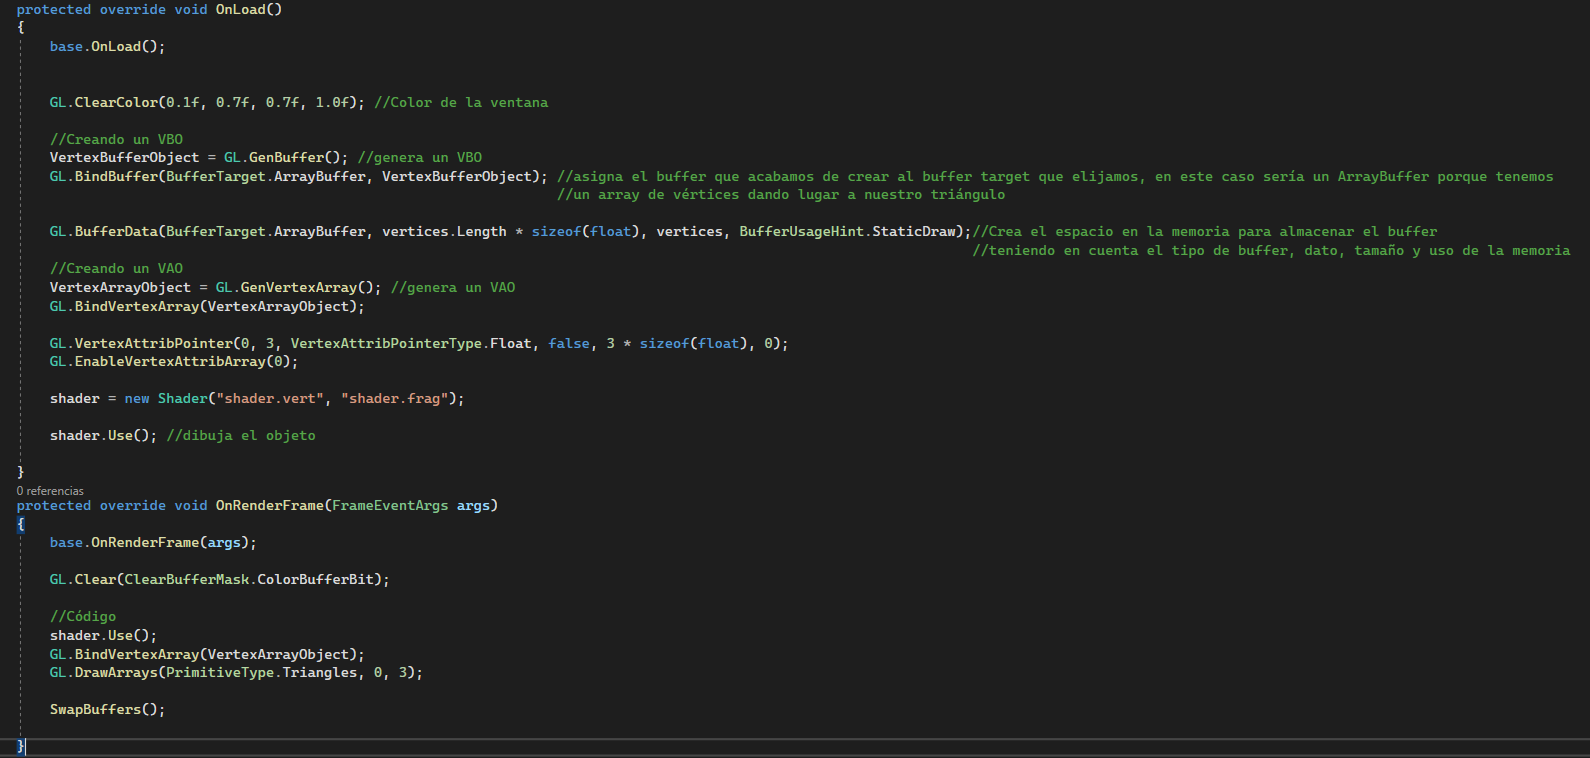 protected override void OnLoad()
{
base.OnLoad();
GL.ClearColor(0.1f, 0.7f, 0.7f, 1.0f); //Color de la ventana
//Creando un VBO
VertexBufferObject = GL.GenBuffer(); //genera un VBO
GL.BindBuffer(BufferTarget.ArrayBuffer, VertexBufferObject); //asigna el buffer que acabamos de crear al buffer target que elijamos, en este caso sería un ArrayBuffer porque tenemos
//un array de vértices dando lugar a nuestro triángulo
GL.BufferData(BufferTarget.ArrayBuffer, vertices.Length * sizeof(float), vertices, BufferUsageHint.StaticDraw);//Crea el espacio en la memoria para almacenar el buffer
//teniendo en cuenta el tipo de buffer, dato, tamaño y uso de la memoria
//Creando un VAO
VertexArrayObject = GL.GenVertexArray(); //genera un VAO
GL.BindVertexArray(VertexArrayObject);
GL.VertexAttribPointer(0, 3, VertexAttribPointerType.Float, false, 3 * sizeof(float), 0);
GL.EnableVertexAttribArray(0);
shader = new Shader("shader.vert", "shader.frag");
shader.Use(); //dibuja el objeto
}
0 referencias
protected override void OnRenderFrame(FrameEventArgs args)
{
base.OnRenderFrame(args);
GL.Clear(ClearBufferMask.ColorBufferBit);
//Código
shader.Use();
GL.BindVertexArray(VertexArrayObject);
GL.DrawArrays(PrimitiveType.Triangles, 0, 3);
SwapBuffers();
}